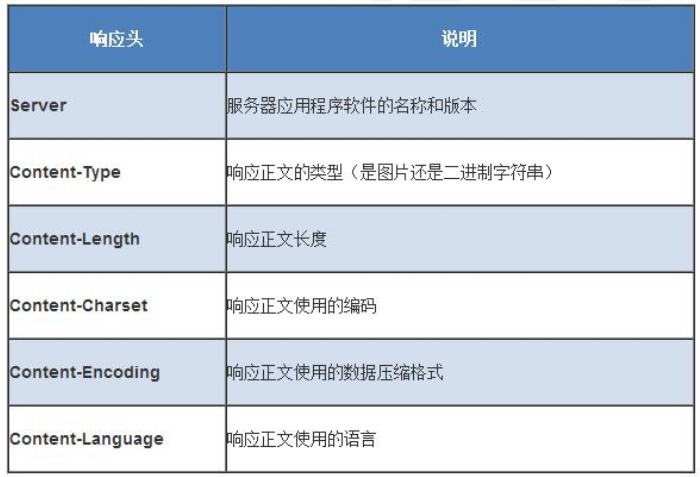 响应头 说明
Server 服务器应用程序软件的名称和版本
Content-Type 响应正文的类型（是图片还是二进制字符串）
Content-Length 响应正文长度
Content-Charset 响应正文使用的编码
Content-Encoding 响应正文使用的数据压缩格式
Content-Language 响应正文使用的语言